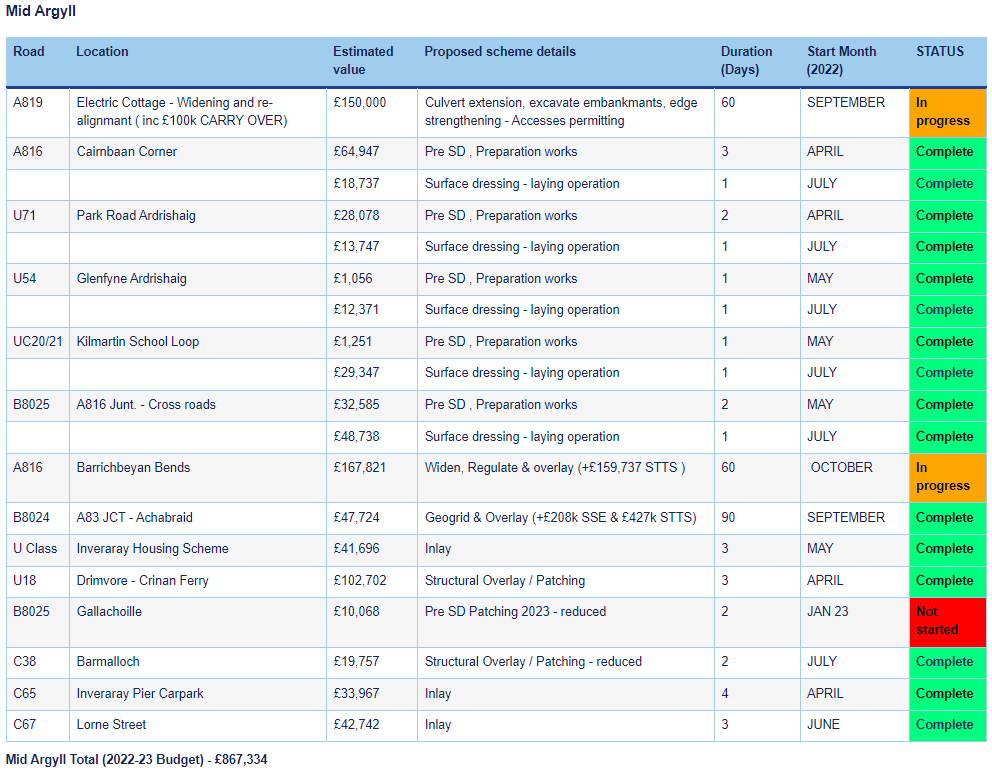 Mid Argyll
Road Location Estimated value Proposed scheme details Duration (Days) Start Month (2022) STATUS
A819 Electric Cottage - Widening and re-alignmant ( inc £100k CARRY OVER) £150,000 Culvert extension, excavate embankmants, edge strengthening - Accesses permitting 60 SEPTEMBER In progress
A816 Cairnbaan Corner £64,947 Pre SD , Preparation works 3 APRIL Complete
£18,737 Surface dressing - laying operation 1 JULY Complete
U71 Park Road Ardrishaig £28,078 Pre SD , Preparation works 2 APRIL Complete
£13,747 Surface dressing - laying operation 1 JULY Complete
U54 Glenfyne Ardrishaig £1,056 Pre SD , Preparation works 1 MAY Complete
£12,371 Surface dressing - laying operation 1 JULY Complete
UC20/21 Kilmartin School Loop £1,251 Pre SD , Preparation works 1 MAY Complete
£29,347 Surface dressing - laying operation 1 JULY Complete
B8025 A816 Junt. - Cross roads £32,585 Pre SD , Preparation works 2 MAY Complete
£48,738 Surface dressing - laying operation 1 JULY Complete
A816 Barrichbeyan Bends £167,821 Widen, Regulate & overlay (+£159,737 STTS ) 60 OCTOBER In progress
B8024 A83 JCT - Achabraid £47,724 Geogrid & Overlay (+£208k SSE & £427k STTS) 90 SEPTEMBER Complete
U Class Inveraray Housing Scheme £41,696 Inlay 3 MAY Complete
U18 Drimvore - Crinan Ferry £102,702 Structural Overlay / Patching 3 APRIL Complete
B8025 Gallachoille £10,068 Pre SD Patching 2023 - reduced 2 JAN 23 Not started
C38 Barmalloch £19,757 Structural Overlay / Patching - reduced 2 JULY Complete
C65 Inveraray Pier Carpark £33,967 Inlay 4 APRIL Complete
C67 Lorne Street £42,742 Inlay 3 JUNE Complete
Mid Argyll Total (2022-23 Budget) - £867,334